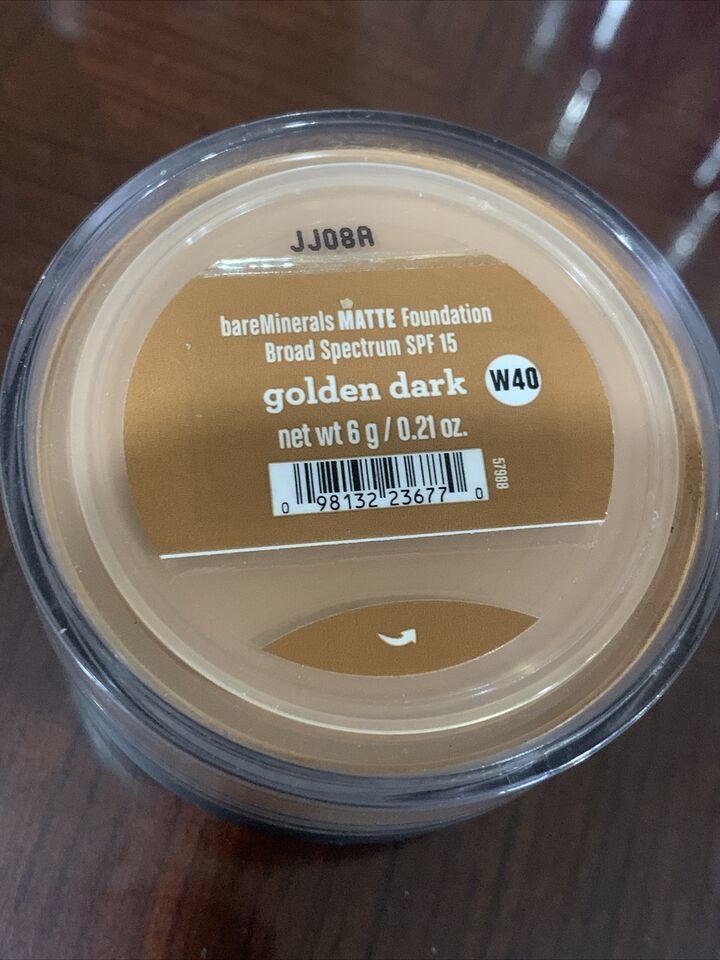 JJ08A
bareMinerals MATTE Foundation
Broad Spectrum SPF 15
golden dark W40
net wt 6 g / 0.21 oz.
57988
0 98132 23677 0